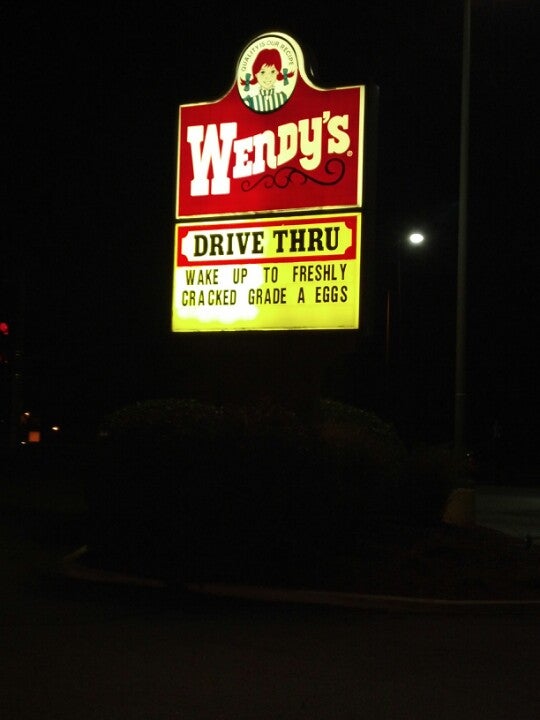 QUALITY IS OUR RECIPE
WENDY'S®
DRIVE THRU
WAKE UP TO FRESHLY
CRACKED GRADE A EGGS